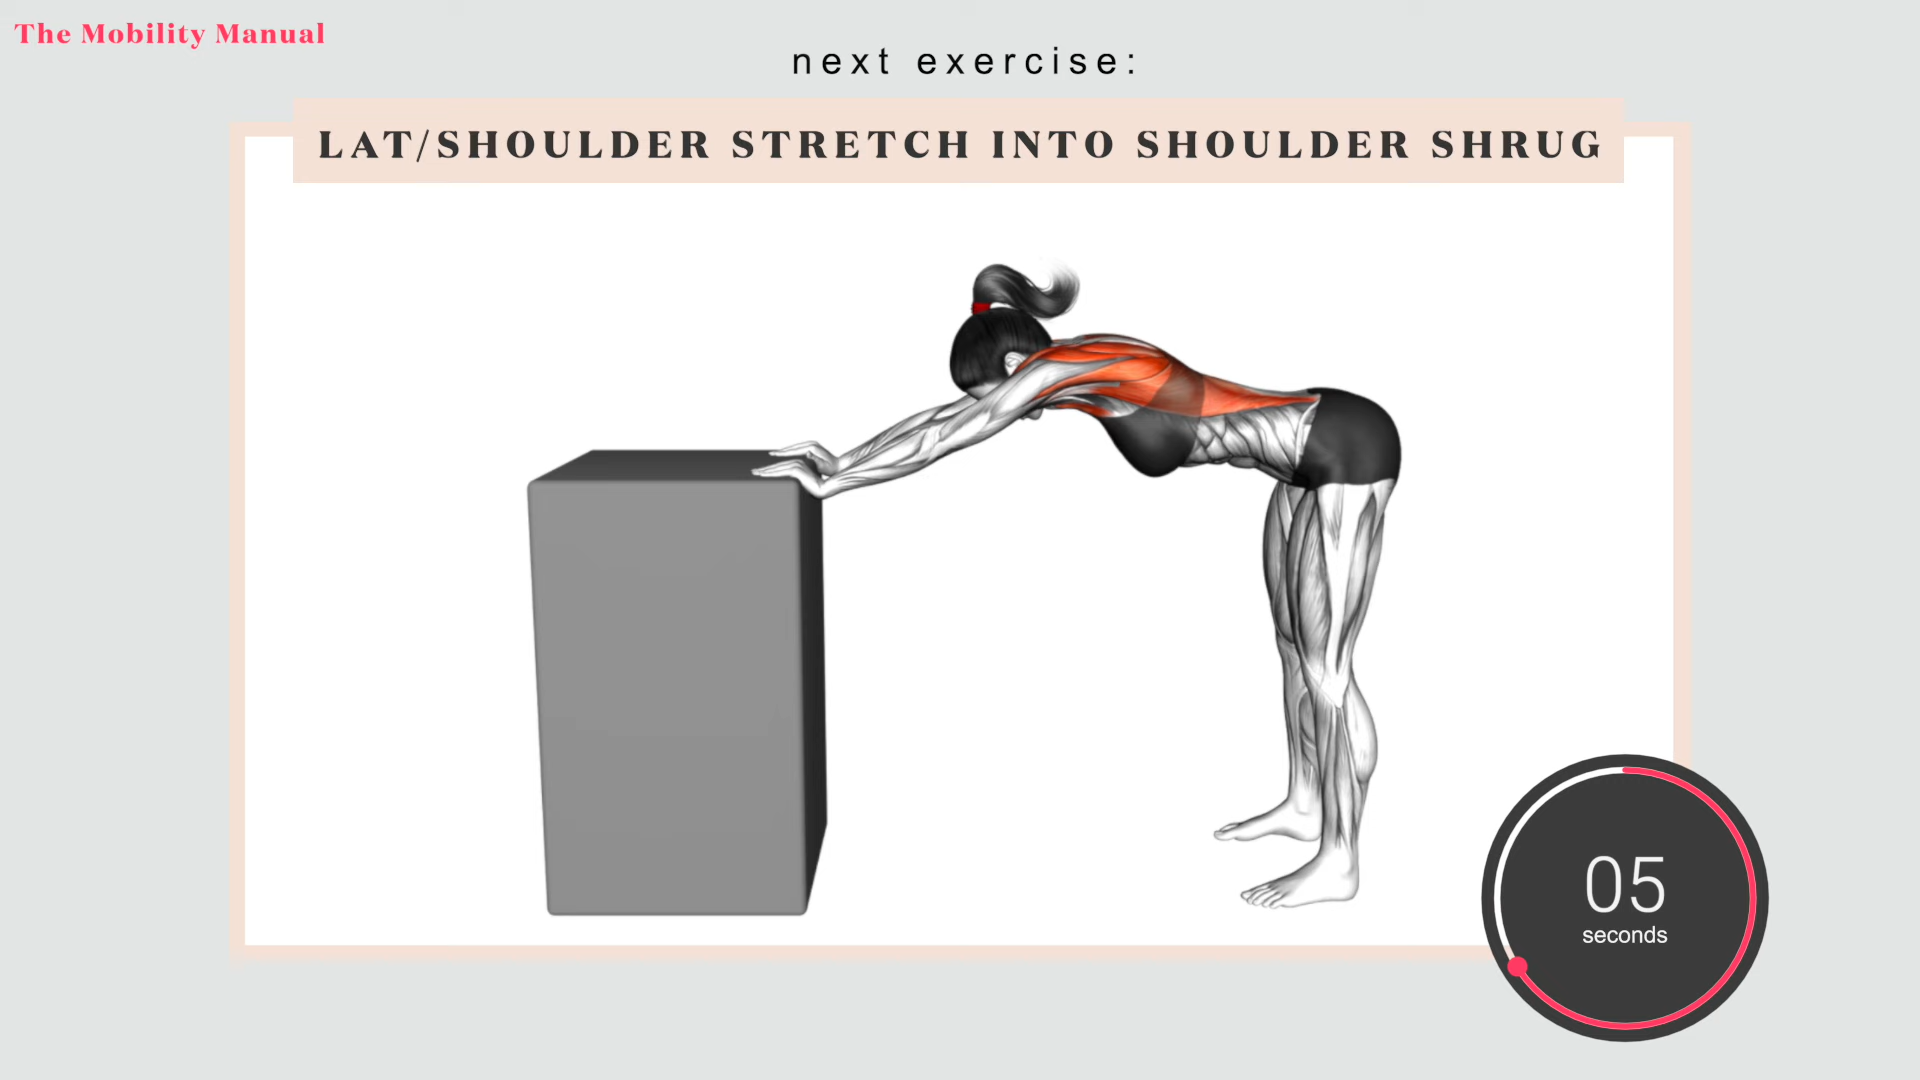 The Mobility Manual
next exercise:
LAT/SHOULDER STRETCH INTO SHOULDER SHRUG
05
seconds